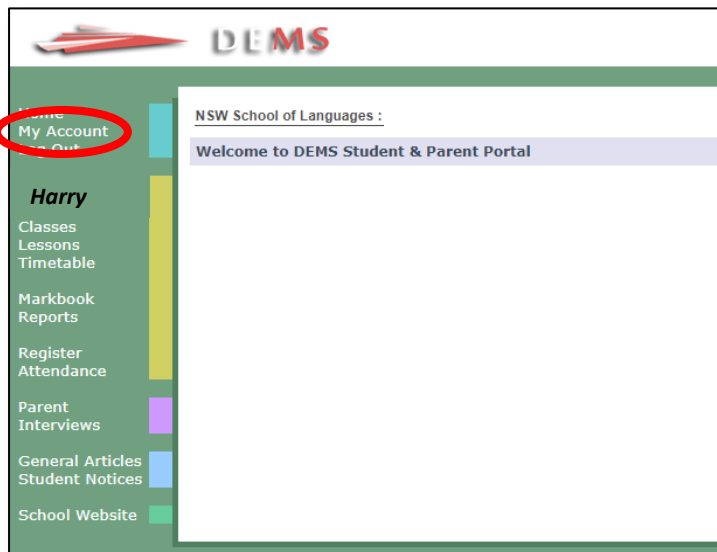 DEMS
Home
My Account
Log Out
Harry
Classes
Lessons
Timetable
Markbook
Reports
Register
Attendance
Parent
Interviews
General Articles
Student Notices
School Website
NSW School of Languages :
Welcome to DEMS Student & Parent Portal